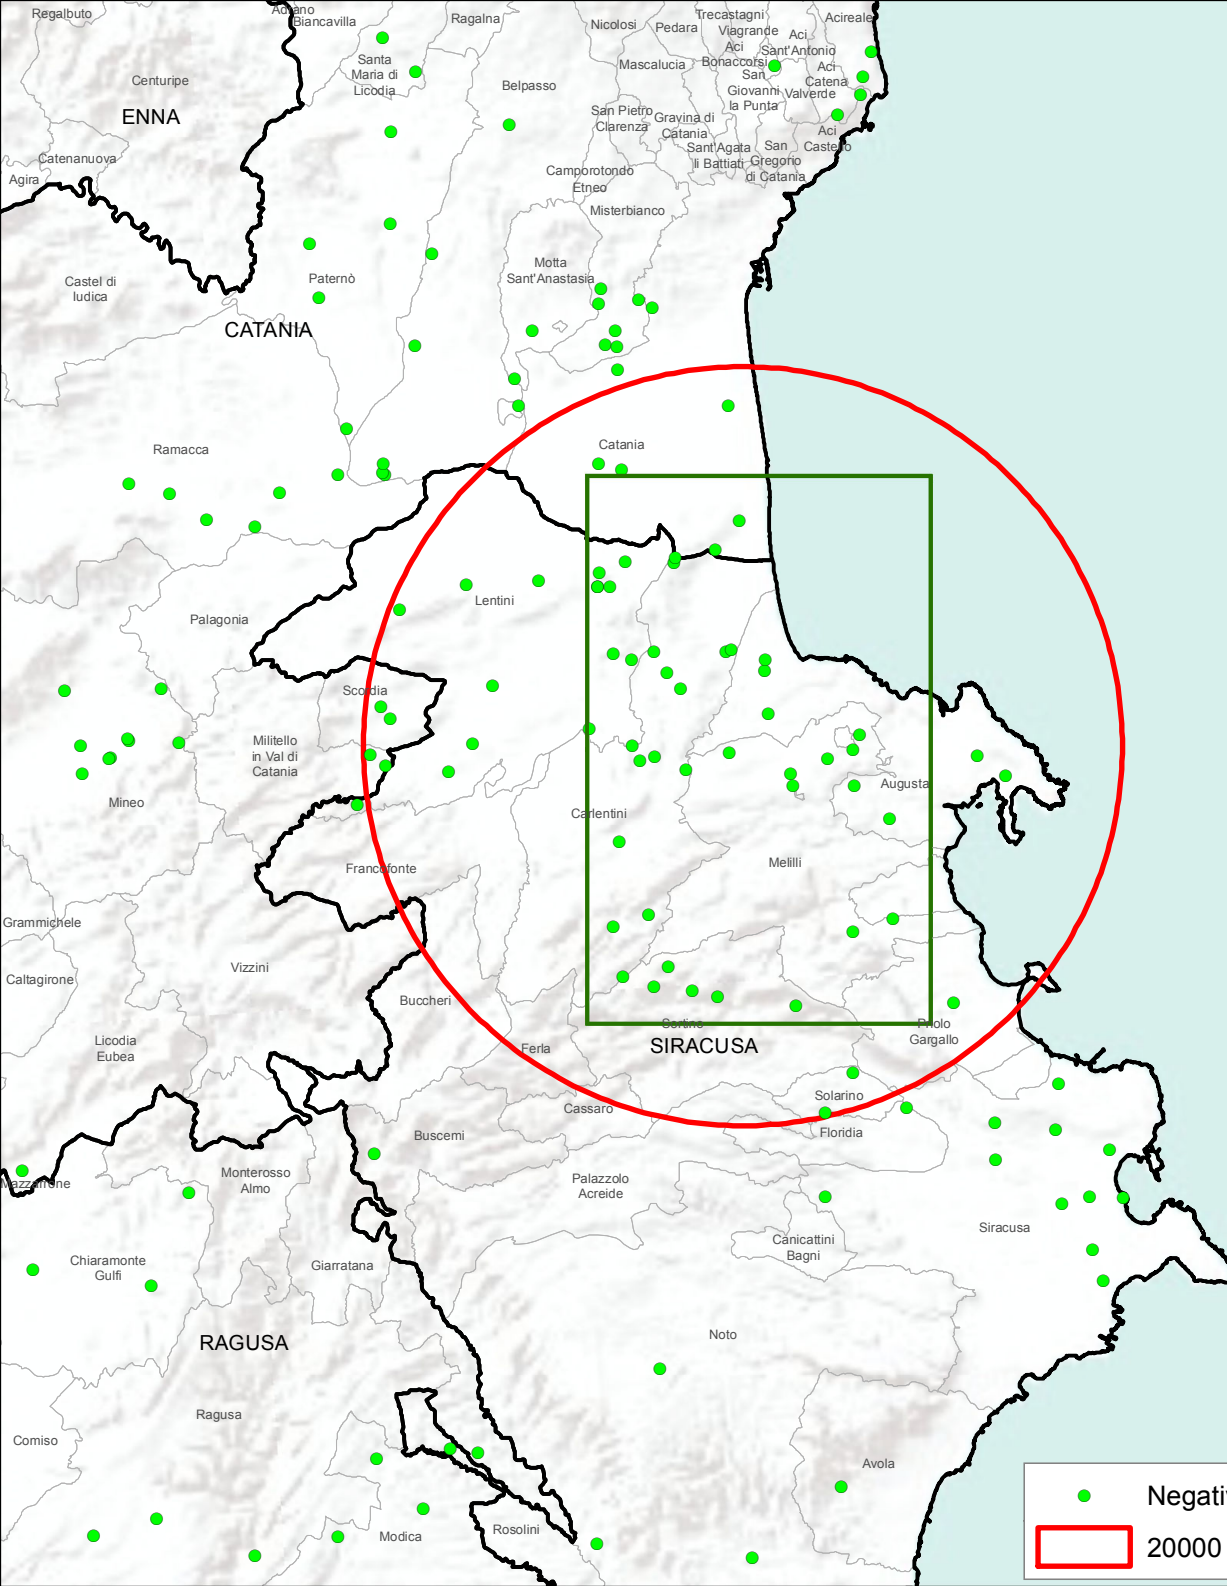 Regalbuto
Adrano
Biancavilla
Ragalna
Nicolosi
Pedara
Trecastagni
Viagrande
Acireale
Aci
Sant'Antonio
Aci
Bonaccorsi
Santa
Maria di
Licodia
Centuripe
Belpasso
Mascalucia
San
Giovanni
la Punta
Aci
Catena
Valverde
ENNA
San Pietro
Clarenza
Gravina di
Catania
Sant'Agata
li Battiati
San
Gregorio
di Catania
Aci
Castello
Catenanuova
Agira
Camporotondo
Etneo
Misterbianco
Motta
Sant'Anastasia
Castel di
Iudica
Paternò
CATANIA
Ramacca
Catania
Palagonia
Lentini
Scordia
Militello
in Val di
Catania
Mineo
Augusta
Carlentini
Melilli
Francofonte
Grammichele
Caltagirone
Vizzini
Buccheri
Sortino
Priolo
Gargallo
SIRACUSA
Licodia
Eubea
Ferla
Solarino
Cassaro
Floridia
Buscemi
Mazzarrone
Monterosso
Almo
Palazzolo
Acreide
Siracusa
Canicattini
Bagni
Chiaramonte
Gulfi
Giarratana
RAGUSA
Noto
Ragusa
Comiso
Avola
Modica
Rosolini
Negativ
20000